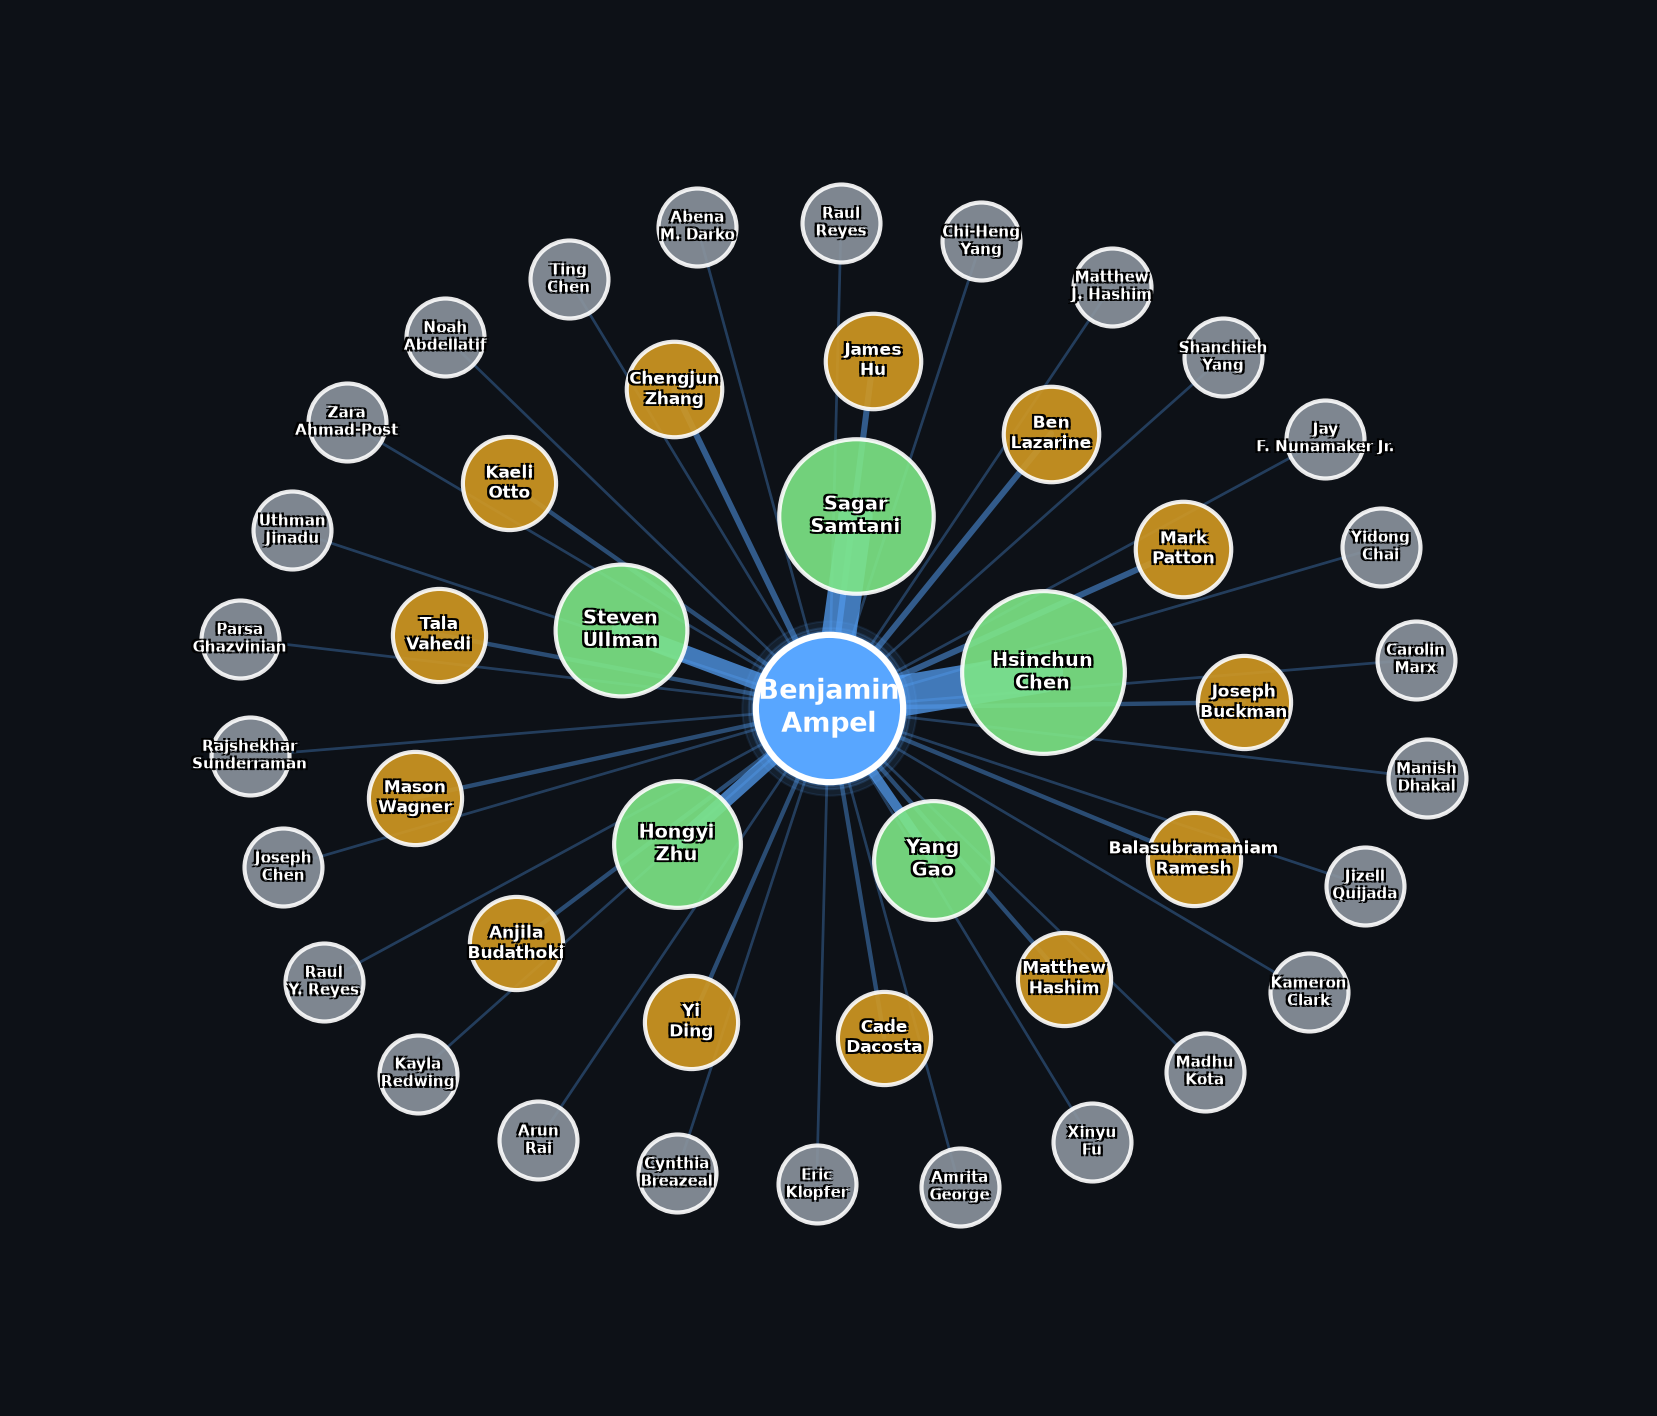 Abena
M. Darko
Raul
Reyes
Chi-Heng
Yang
Ting
Chen
Matthew
J. Hashim
Noah
Abdellatif
Chengjun
Zhang
James
Hu
Shanchieh
Yang
Zara
Ahmad-Post
Ben
Lazarine
Jay
F. Nunamaker Jr.
Kaeli
Otto
Sagar
Samtani
Uthman
Jinadu
Mark
Patton
Yidong
Chai
Steven
Ullman
Tala
Vahedi
Parsa
Ghazvinian
Hsinchun
Chen
Carolin
Marx
Benjamin
Ampel
Joseph
Buckman
Rajshekhar
Sunderraman
Manish
Dhakal
Mason
Wagner
Hongyi
Zhu
Yang
Gao
Balasubramaniam
Ramesh
Joseph
Chen
Jizell
Quijada
Anjila
Budathoki
Matthew
Hashim
Raul
Y. Reyes
Kameron
Clark
Yi
Ding
Cade
Dacosta
Kayla
Redwing
Madhu
Kota
Arun
Rai
Xinyu
Fu
Cynthia
Breazeal
Eric
Klopfer
Amrita
George